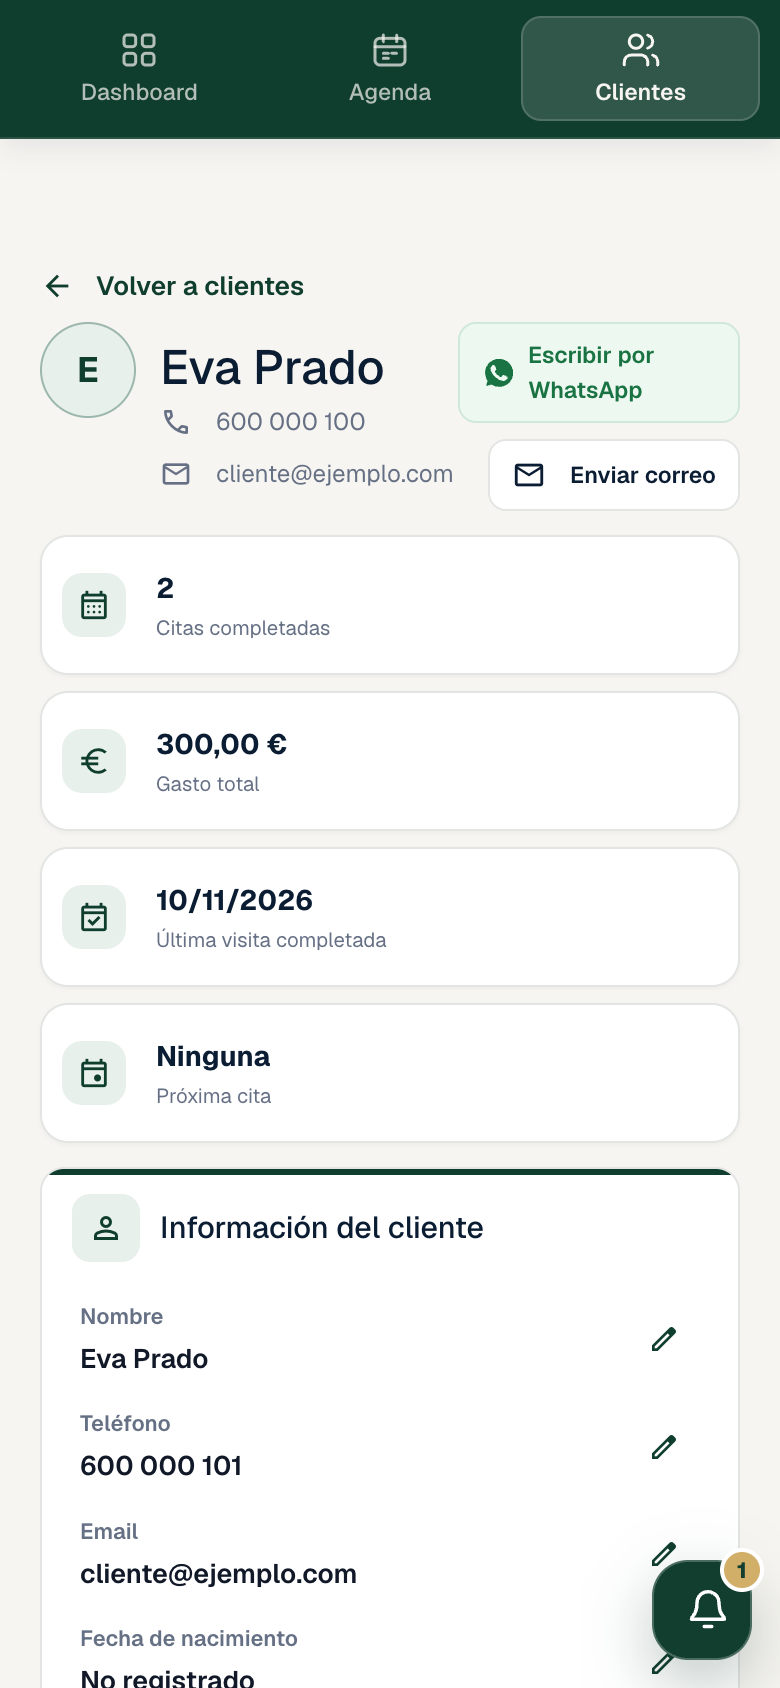 Dashboard
Agenda
Clientes
Volver a clientes
E
Eva Prado
600 000 100
cliente@ejemplo.com
Escribir por
WhatsApp
Enviar correo
2
Citas completadas
300,00 €
Gasto total
10/11/2026
Última visita completada
Ninguna
Próxima cita
Información del cliente
Nombre
Eva Prado
Teléfono
600 000 101
Email
cliente@ejemplo.com
1
Fecha de nacimiento
No registrado